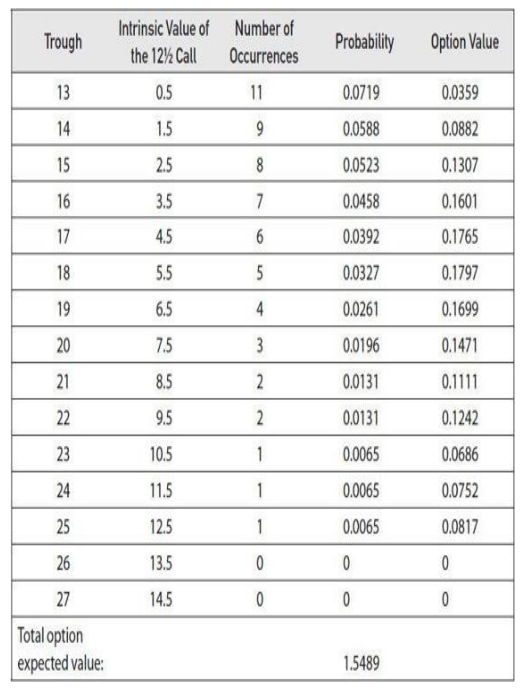 Trough Intrinsic Value of the 12½ Call Number of Occurrences Probability Option Value
13 0.5 11 0.0719 0.0359
14 1.5 9 0.0588 0.0882
15 2.5 8 0.0523 0.1307
16 3.5 7 0.0458 0.1601
17 4.5 6 0.0392 0.1765
18 5.5 5 0.0327 0.1797
19 6.5 4 0.0261 0.1699
20 7.5 3 0.0196 0.1471
21 8.5 2 0.0131 0.1111
22 9.5 2 0.0131 0.1242
23 10.5 1 0.0065 0.0686
24 11.5 1 0.0065 0.0752
25 12.5 1 0.0065 0.0817
26 13.5 0 0 0
27 14.5 0 0 0
Total option
expected value: 1.5489